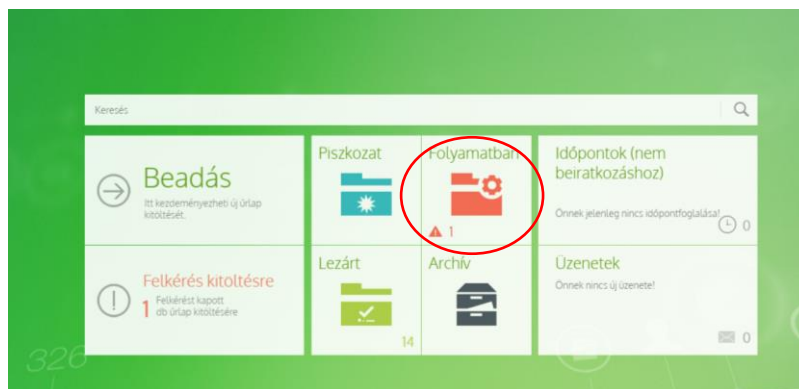 Keresés
Beadás
Itt kezdeményezheti új űrlap
kitöltését.
Piszkozat
Folyamatban
1
Időpontok (nem
beiratkozáshoz)
Önnek jelenleg nincs időpontfoglalása!
0
Felkérés kitöltésre
1 Felkérést kapott
db űrlap kitöltésére
Lezárt
14
Archív
Üzenetek
Önnek nincs új üzenete!
0
326